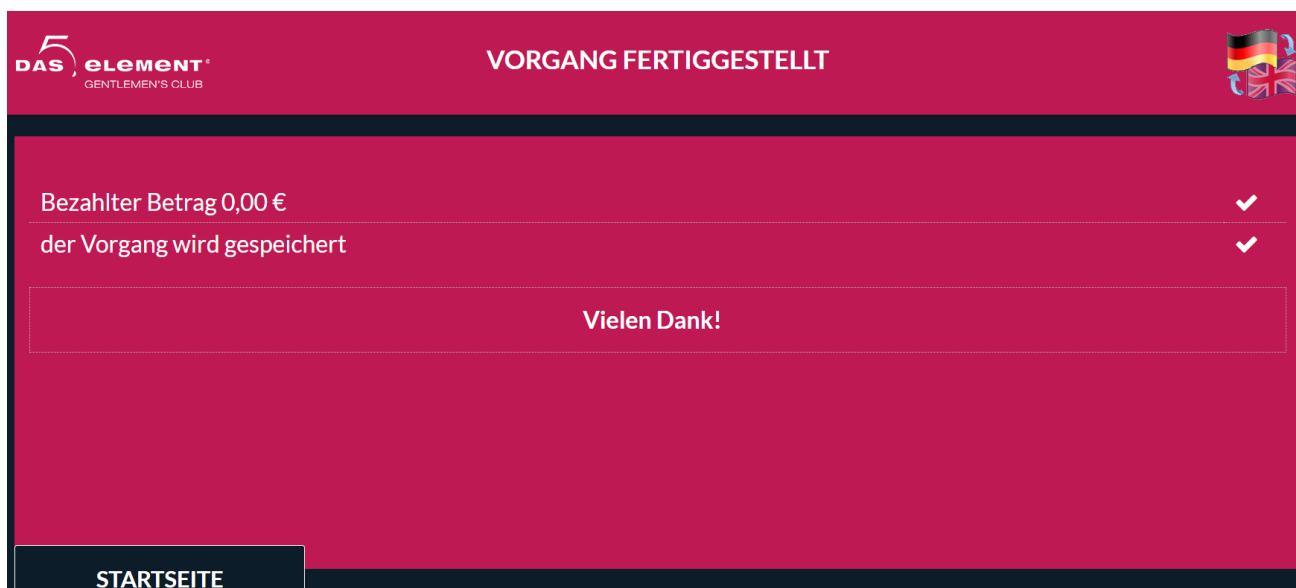 5
DAS ELEMENT®
GENTLEMEN'S CLUB
VORGANG FERTIGGESTELLT
Bezahlter Betrag 0,00 €
der Vorgang wird gespeichert
Vielen Dank!
STARTSEITE